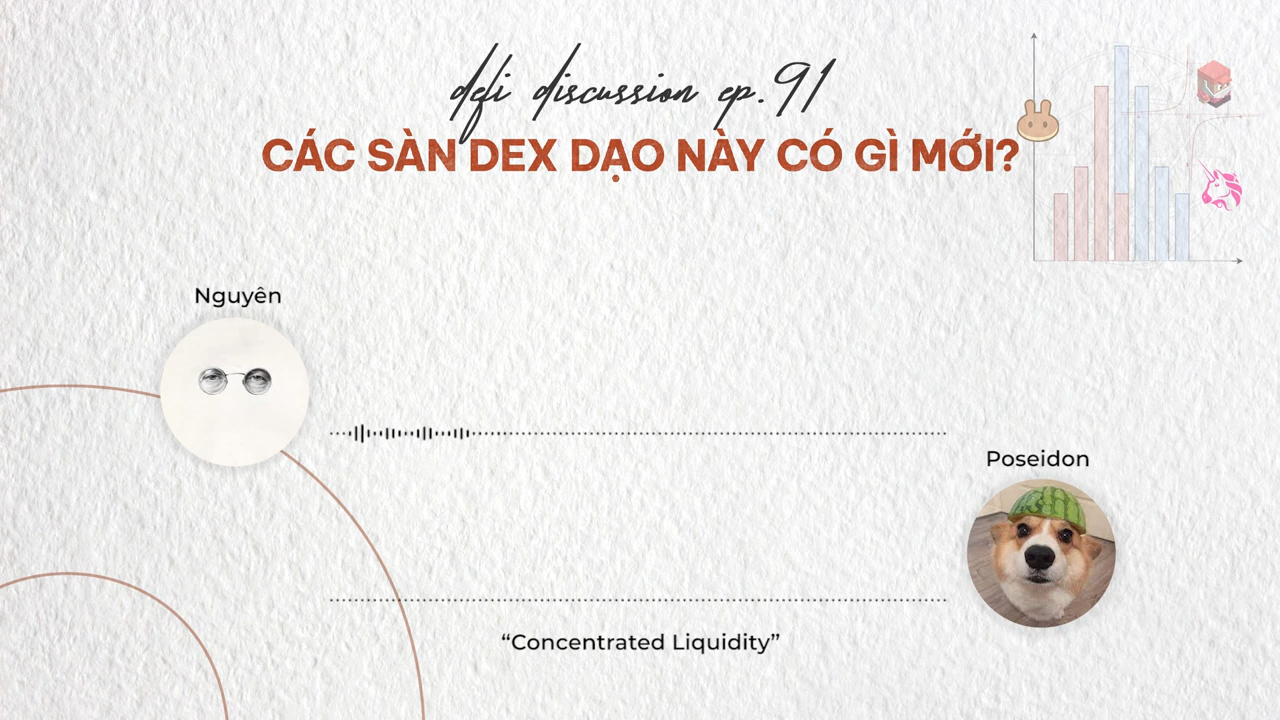 defi discussion ep.91
CÁC SÀN DEX DẠO NÀY CÓ GÌ MỚI?
Nguyên
Poseidon
“Concentrated Liquidity”